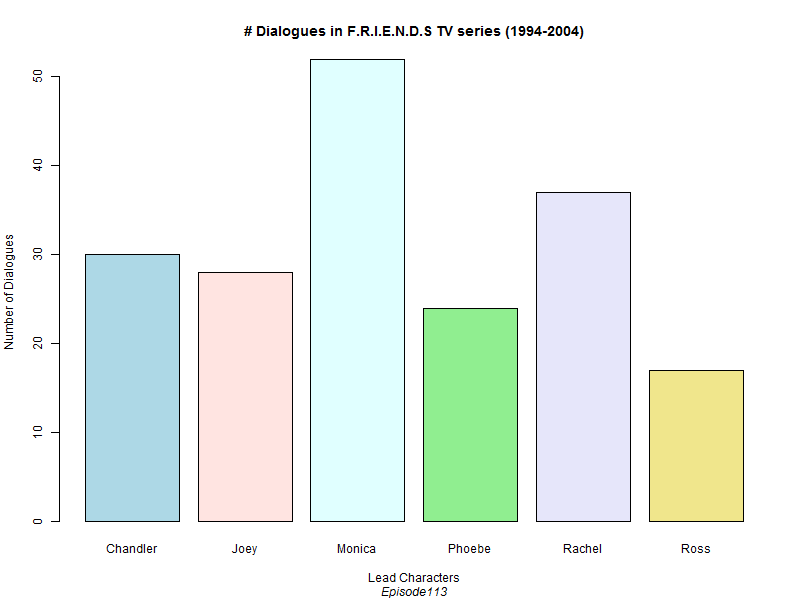 # Dialogues in F.R.I.E.N.D.S TV series (1994-2004)
Number of Dialogues
50
40
30
20
10
0
Chandler Joey Monica Phoebe Rachel Ross
Lead Characters
Episode113